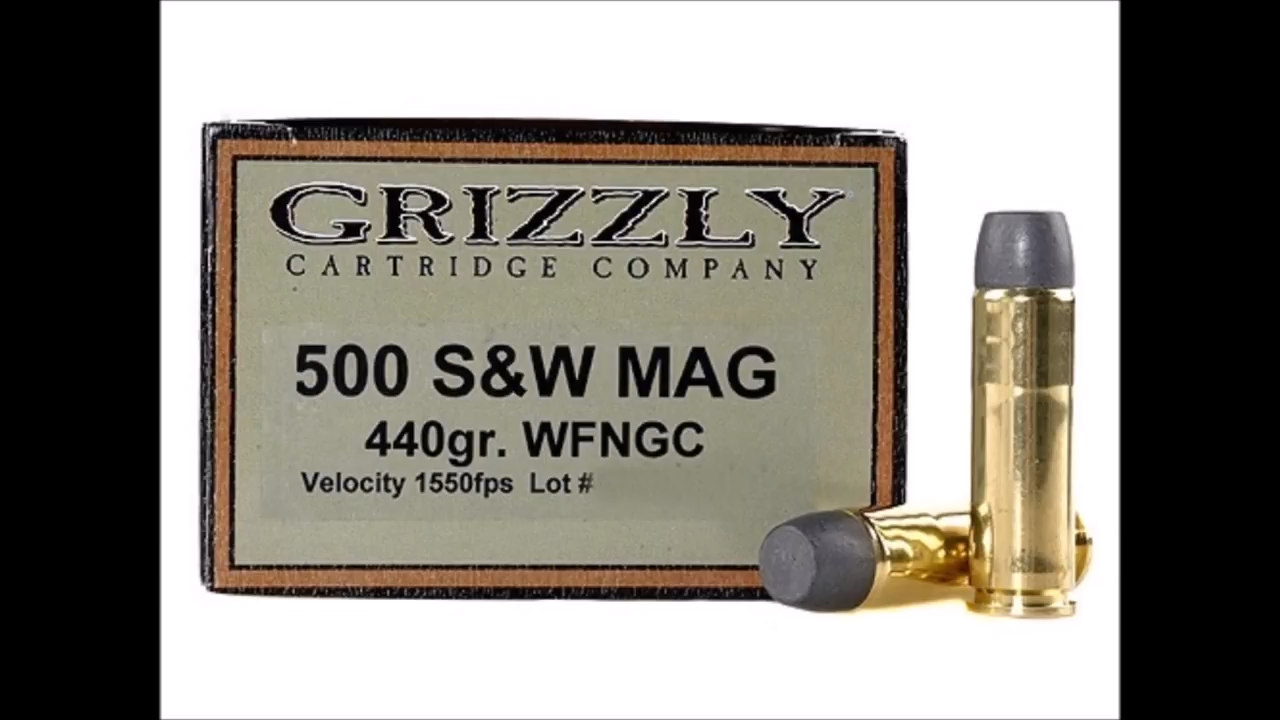 GRIZZLY
CARTRIDGE COMPANY
500 S&W MAG
440gr. WFNGC
Velocity 1550fps Lot #